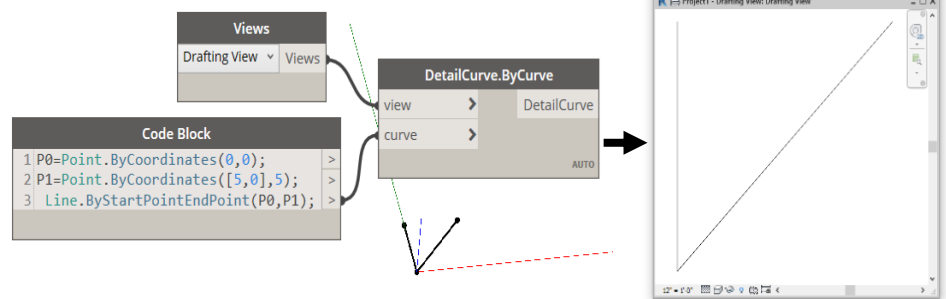 Project1 - Drafting View: Drafting View
Views
Drafting View
Views
DetailCurve.ByCurve
view >
DetailCurve
curve >
AUTO
Code Block
1 P0=Point.ByCoordinates(0,0); >
2 P1=Point.ByCoordinates([5,0],5); >
3 Line.ByStartPointEndPoint(P0,P1); >
12" = 1'-0"